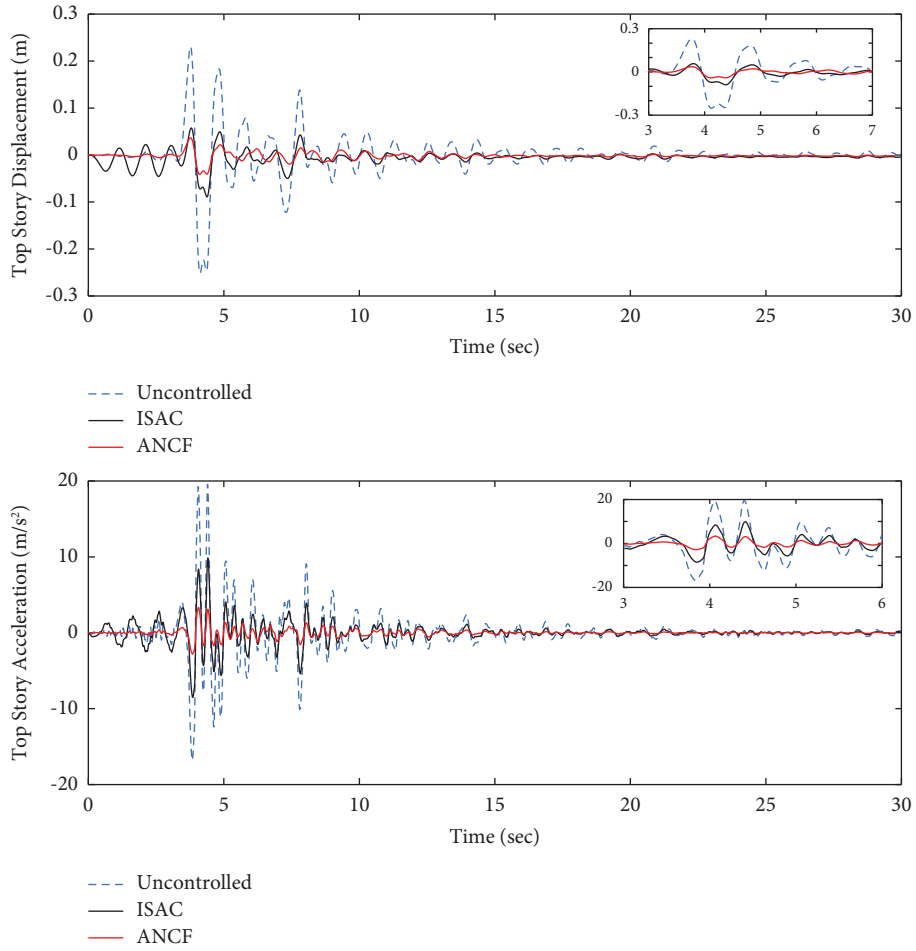 Top Story Displacement (m)
0.3
0.2
0.1
0
-0.1
-0.2
-0.3
0 5 10 15 20 25 30
Time (sec)
0.3
0
-0.3
3 4 5 6 7
Uncontrolled
ISAC
ANCF
Top Story Acceleration (m/s²)
20
10
0
-10
-20
0 5 10 15 20 25 30
Time (sec)
20
0
-20
3 4 5 6
Uncontrolled
ISAC
ANCF